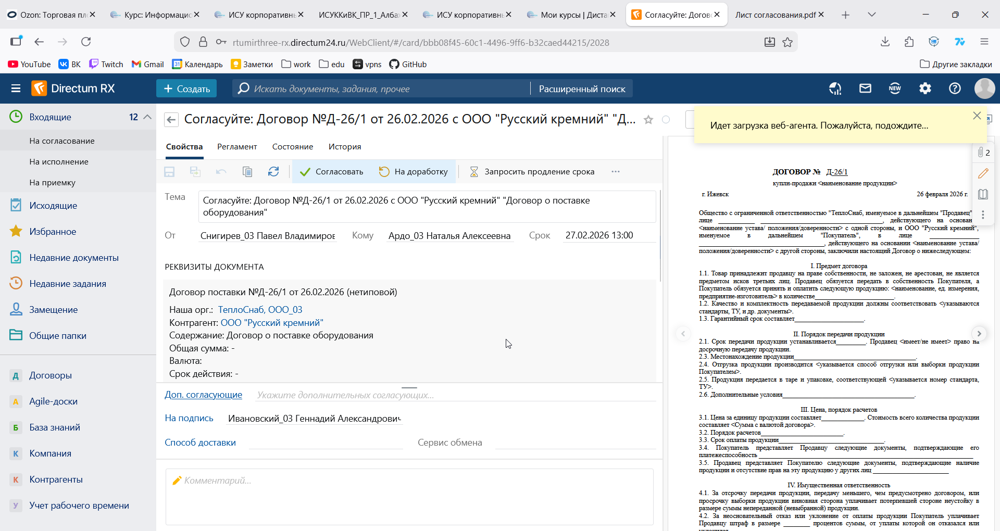 Ozon: Торговая пл
Курс: Информацио
ИСУ корпоративны
ИСУККиВК_ПР_1_Алба
ИСУ корпоративны
Мои курсы | Диста
Согласуйте: Догов
Лист согласования.pdf
rtumirthree-rx.directum24.ru/WebClient/#/card/bbb08f45-60c1-4496-9ff6-b32caed44215/2028
YouTube
ВК
Twitch
Gmail
31 Календарь
Заметки
work
edu
vpns
GitHub
Другие закладки
Directum RX
+ Создать
Искать документы, задания, прочее
Расширенный поиск
NEW
Входящие 12
На согласование
На исполнение
На приемку
Исходящие
Избранное
Недавние документы
Недавние задания
Замещение
Общие папки
Д Договоры
А Agile-доски
Б База знаний
К Компания
К Контрагенты
У Учет рабочего времени
Согласуйте: Договор №Д-26/1 от 26.02.2026 с ООО "Русский кремний" "Д...
Идет загрузка веб-агента. Пожалуйста, подождите...
Свойства
Регламент
Состояние
История
Согласовать
На доработку
Запросить продление срока
...
Тема
Согласуйте: Договор №Д-26/1 от 26.02.2026 с ООО "Русский кремний" "Договор о поставке
оборудования"
От Снигирев_03 Павел Владимиров
Кому Ардо_03 Наталья Алексеевна
Срок 27.02.2026 13:00
РЕКВИЗИТЫ ДОКУМЕНТА
Договор поставки №Д-26/1 от 26.02.2026 (нетиповой)
Наша орг.: ТеплоСнаб, ООО_03
Контрагент: ООО "Русский кремний"
Содержание: Договор о поставке оборудования
Общая сумма: -
Валюта:
Срок действия: -
Доп. согласующие Укажите дополнительных согласующих...
На подпись Ивановский_03 Геннадий Александрович
Способ доставки
Сервис обмена
Комментарий...
2
ДОГОВОР № Д-26/1
купли-продажи <наименование продукции>
г. Ижевск 26 февраля 2026 г.
Общество с ограниченной ответственностью "ТеплоСнаб, именуемое в дальнейшем "Продавец"
лице __________ ______________________________, действующего на основан
<наименование устава/ положения/доверенности> с одной стороны, и ООО "Русский кремний",
именуемое в дальнейшем "Покупатель", в лице ____________
______________________________, действующего на основании <наименование устава/
положения/доверенности> с другой стороны, заключили настоящий Договор о нижеследующем:
I. Предмет договора
1.1. Товар принадлежит продавцу на праве собственности, не заложен, не арестован, не является
предметом исков третьих лиц. Продавец обязуется передать в собственность Покупателя, а
Покупатель обязуется принять и оплатить следующую продукцию: <наименование, ед. измерения,
предприятие-изготовитель> в количестве____________________.
1.2. Качество и комплектность передаваемой продукции должны соответствовать <указываются
стандарты, ТУ, и др. документы>.
1.3. Гарантийный срок составляет_________________.
II. Порядок передачи продукции
2.1. Срок передачи продукции устанавливается________. Продавец <имеет/не имеет> право на
досрочную передачу продукции.
2.3. Местонахождение продукции______________________________.
2.4. Отгрузка продукции производится <указывается способ отгрузки или выборки продукции
Покупателем>.
2.5. Продукция передается в таре и упаковке, соответствующей <указывается номер стандарта,
ТУ>.
2.6. Дополнительные условия________________________________.
III. Цена, порядок расчетов
3.1. Цена за единицу продукции составляет___________. Стоимость всего количества продукции
составляет <Сумма с валютой договора>.
3.2. Порядок расчетов____________________.
3.3. Срок оплаты продукции__________________________.
3.4. Покупатель представляет Продавцу следующие документы, подтверждающие его
платежеспособность ____________________________________________________
3.5. Продавец представляет Покупателю следующие документы, подтверждающие наличие
продукции и отсутствие прав на эту продукцию у других лиц ___________________
IV. Имущественная ответственность
4.1. За отсрочку передачи продукции, передачу меньшего, чем предусмотрено договором, или
просрочку выборки продукции виновная сторона уплачивает потерпевшей стороне неустойку в
размере суммы непереданной (невыбранной) продукции.
4.2. За неосновательный отказ или уклонение от оплаты продукции Покупатель уплачивает
Продавцу штраф в размере _______ процентов суммы, от уплаты которой он отказался или